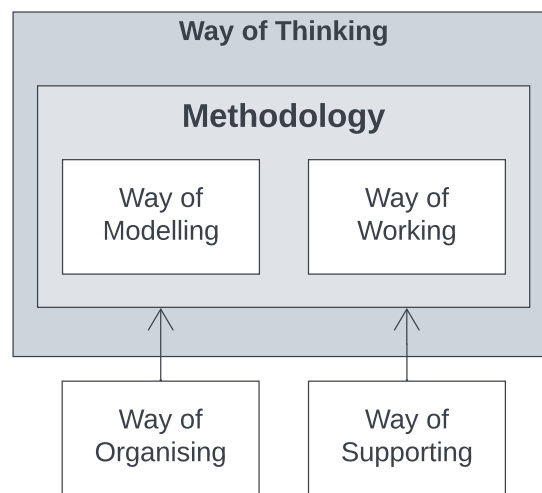 Way of Thinking
Methodology
Way of
Modelling
Way of
Working
Way of
Organising
Way of
Supporting